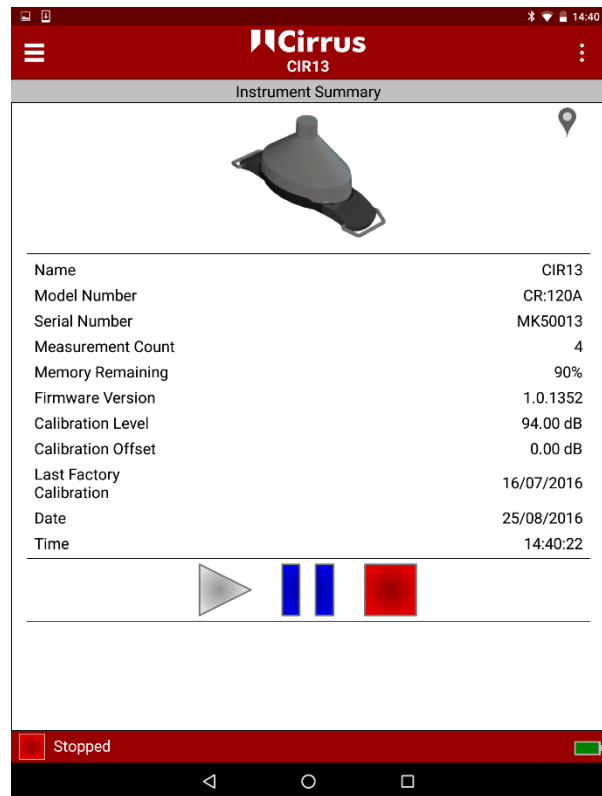 14:40
Cirrus
CIR13
Instrument Summary
Name CIR13
Model Number CR:120A
Serial Number MK50013
Measurement Count 4
Memory Remaining 90%
Firmware Version 1.0.1352
Calibration Level 94.00 dB
Calibration Offset 0.00 dB
Last Factory
Calibration 16/07/2016
Date 25/08/2016
Time 14:40:22
Stopped